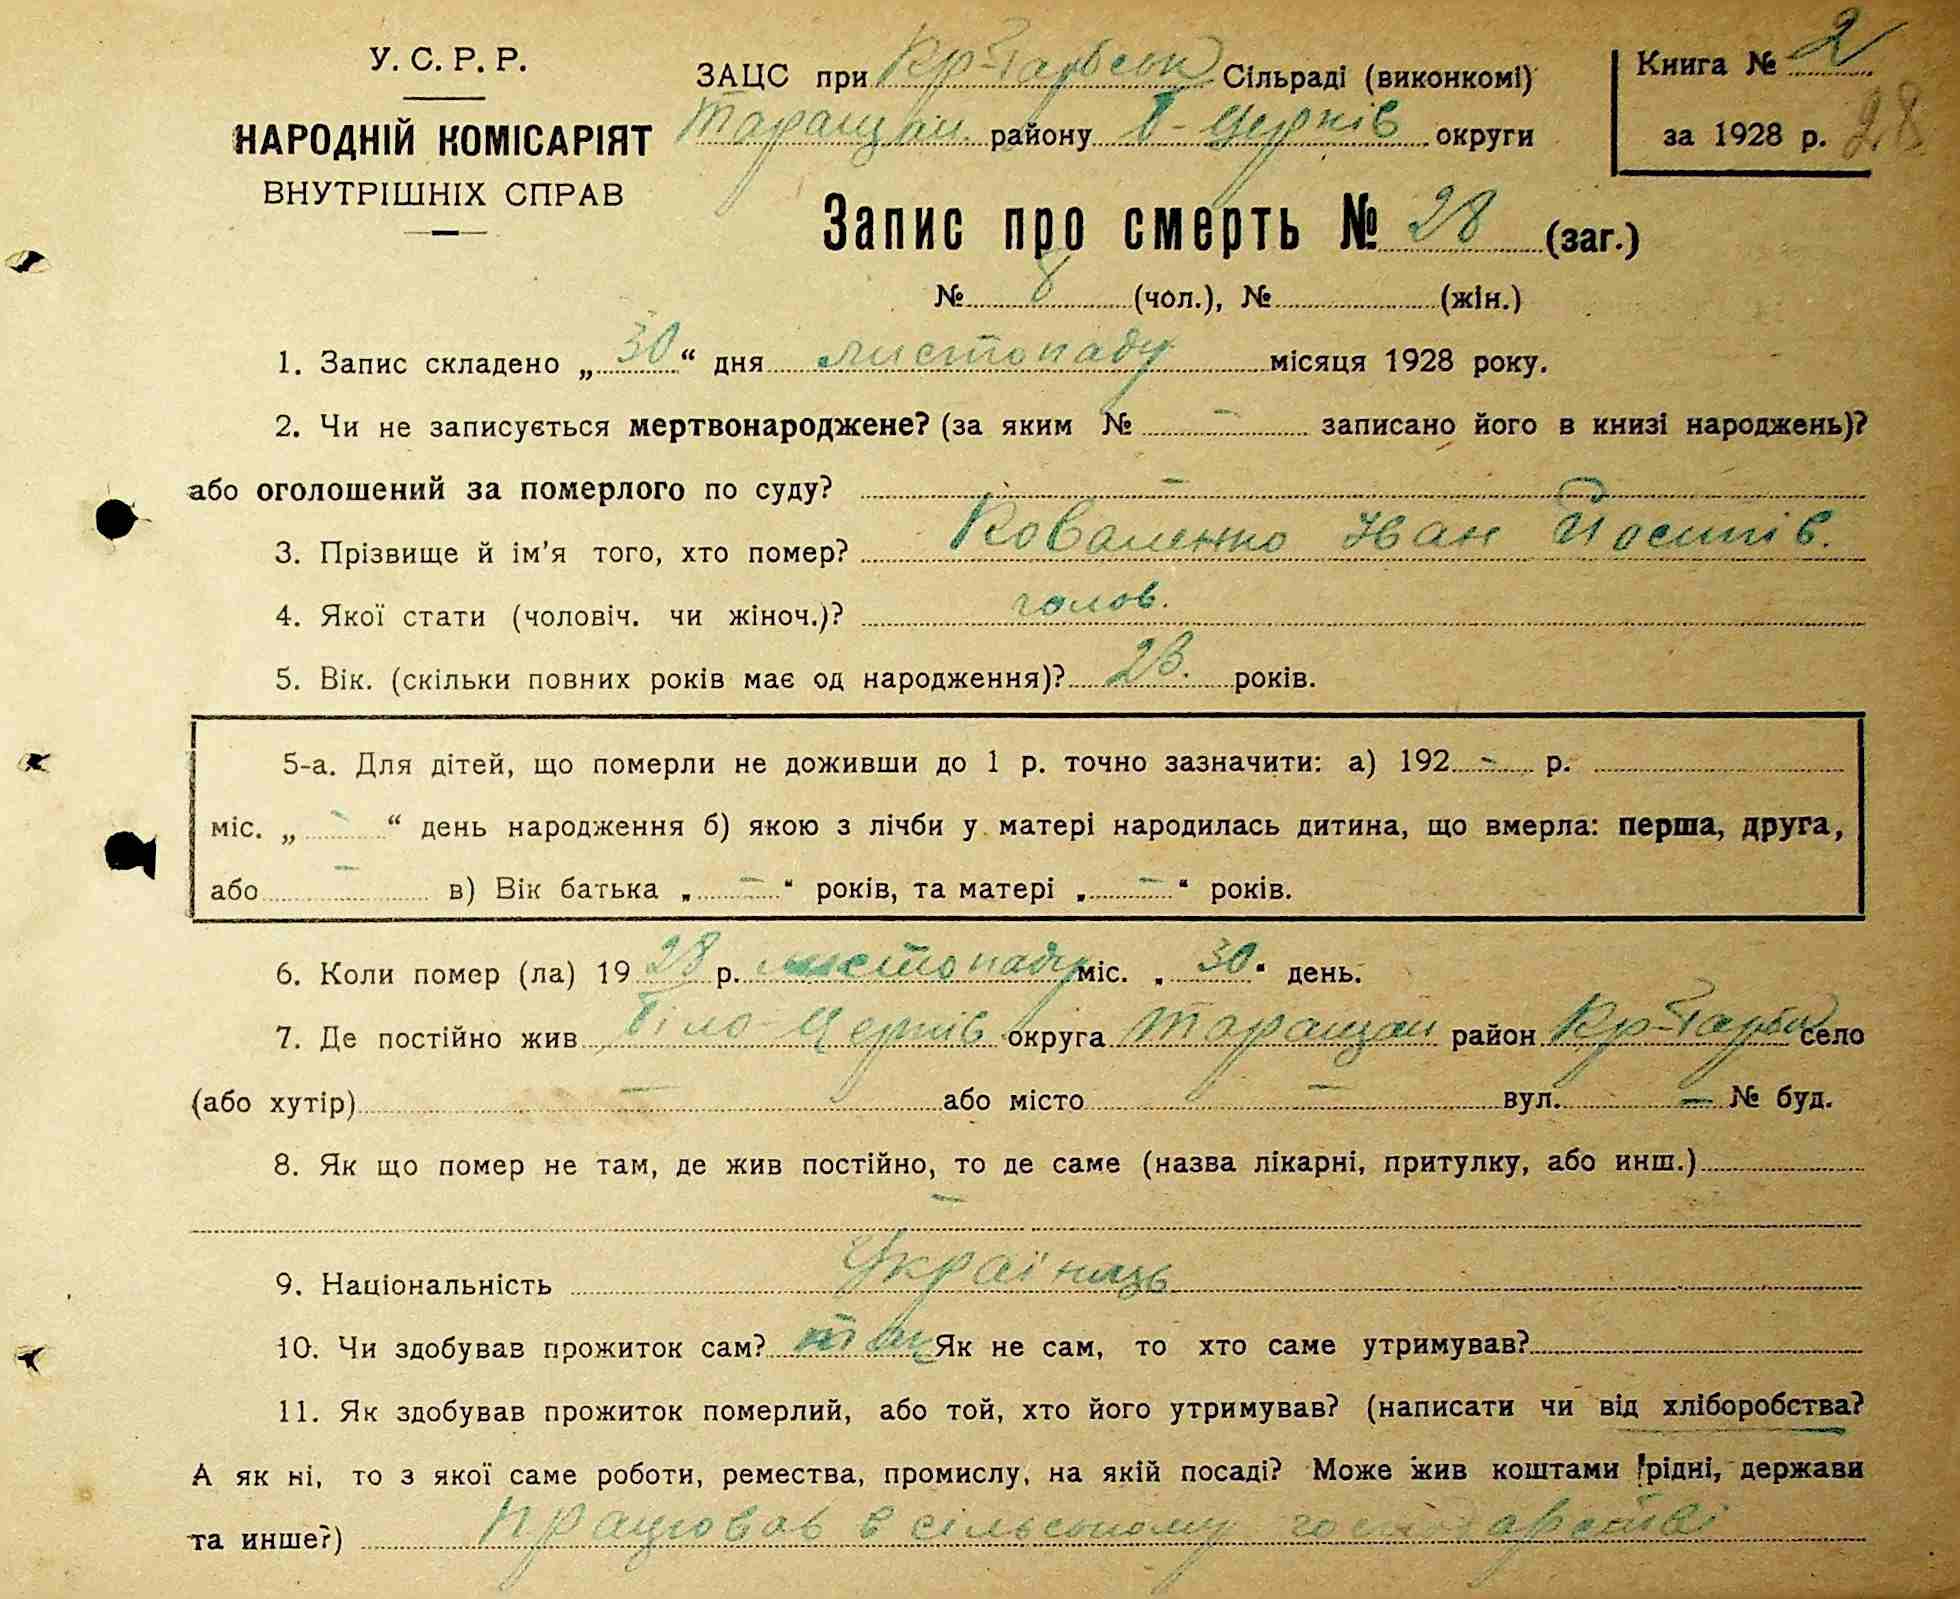 У. С. Р. Р.
НАРОДНІЙ КОМІСАРІЯТ
ВНУТРІШНІХ СПРАВ
ЗАЦС при Кр-Гарбськ Сільраді (виконкомі)
Таращан. району Б-Церків округи
Книга № 2
за 1928 р. 28
Запис про смерть № 28 (заг.)
№ 8 (чол.), № (жін.)
1. Запис складено „ 30 “ дня листопаду місяця 1928 року.
2. Чи не записується мертвонароджене? (за яким № – записано його в книзі народжень)?
або оголошений за померлого по суду? –
3. Прізвище й ім’я того, хто помер? Коваленко Іван Йосипів.
4. Якої стати (чоловіч. чи жіноч.)? чолов.
5. Вік. (скільки повних років має од народження)? 23. років.
5-а. Для дітей, що померли не доживши до 1 р. точно зазначити: а) 192 – р.
міс. „ – “ день народження б) якою з лічби у матері народилась дитина, що вмерла: перша, друга,
або – в) Вік батька „ – “ років, та матері „ – “ років.
6. Коли помер (ла) 19 28 р. листопаду міс. „ 30 “ день.
7. Де постійно жив Біло-Церків округа Таращан район Кр-Гарби село
(або хутір) – або місто – вул. – № буд.
8. Як що помер не там, де жив постійно, то де саме (назва лікарні, притулку, або инш.)
–
9. Національність Українець
10. Чи здобував прожиток сам? так Як не сам, то хто саме утримував?
11. Як здобував прожиток померлий, або той, хто його утримував? (написати чи від хліборобства?
А як ні, то з якої саме роботи, ремества, промислу, на якій посаді? Може жив коштами рідні, держави
та инше?) працював в сільському господарстві